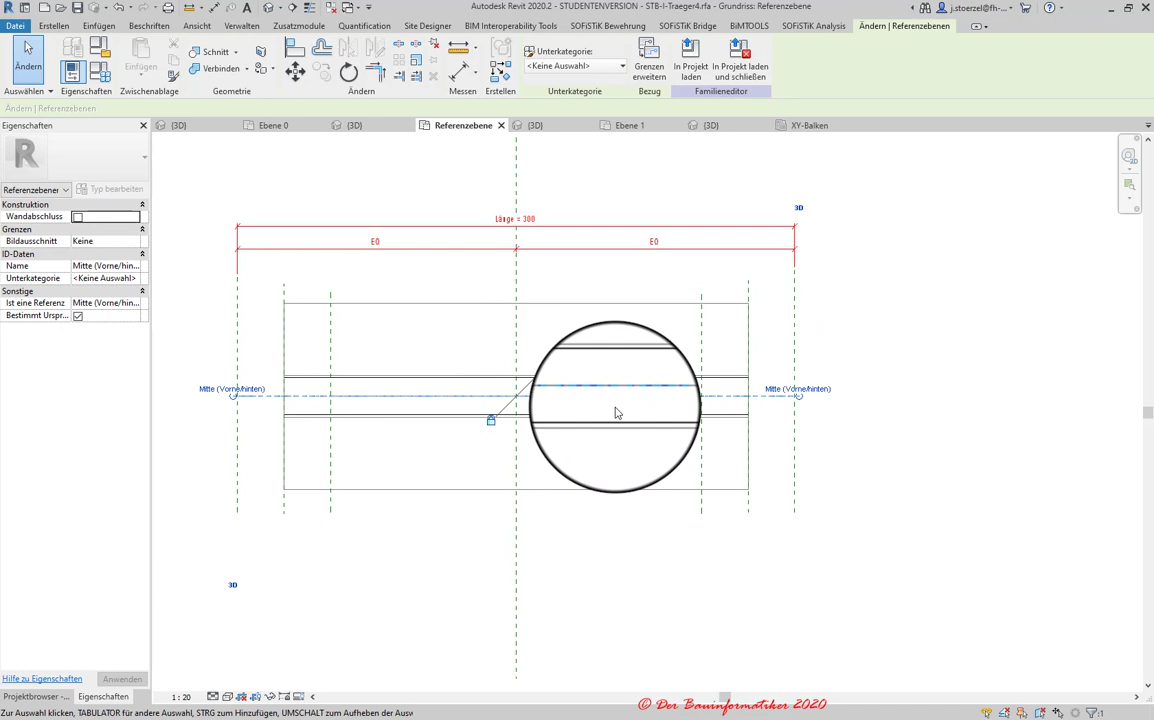 Autodesk Revit 2020.2 - STUDENTENVERSION - STB-I-Traeger4.rfa - Grundriss: Referenzebene
j.stoerzel@fh-...
Datei Erstellen Einfügen Beschriften Ansicht Verwalten Zusatzmodule Quantification BIM Interoperability Tools SOFiSTiK Bewehrung SOFiSTiK Bridge BiMTOOLS SOFiSTiK Analysis Ändern | Referenzebenen
Ändern
Einfügen
Schnitt
Verbinden
Unterkategorie:
<Keine Auswahl>
Grenzen erweitern
In Projekt laden
In Projekt laden und schließen
Auswählen Eigenschaften Zwischenablage Geometrie Ändern Messen Erstellen Unterkategorie Bezug Familieneditor
Ändern | Referenzebenen
Eigenschaften
{3D} Ebene 0 {3D} Referenzebene {3D} Ebene 1 {3D} XY-Balken
R
Referenzebener
Typ bearbeiten
Konstruktion
Wandabschluss
Grenzen
Bildausschnitt Keine
ID-Daten
Name Mitte (Vorne/hin...
Unterkategorie <Keine Auswahl>
Sonstige
Ist eine Referenz Mitte (Vorne/hin...
Bestimmt Urspr...
2D
3D
Länge = 300
EQ EQ
Mitte (Vorne/hinten) Mitte (Vorne/hinten)
3D
Hilfe zu Eigenschaften Anwenden
Projektbrowser -... Eigenschaften
1 : 20
Zur Auswahl klicken, TABULATOR für andere Auswahl, STRG zum Hinzufügen, UMSCHALT zum Aufheben der Ausw
:1
© Der Bauinformatiker 2020